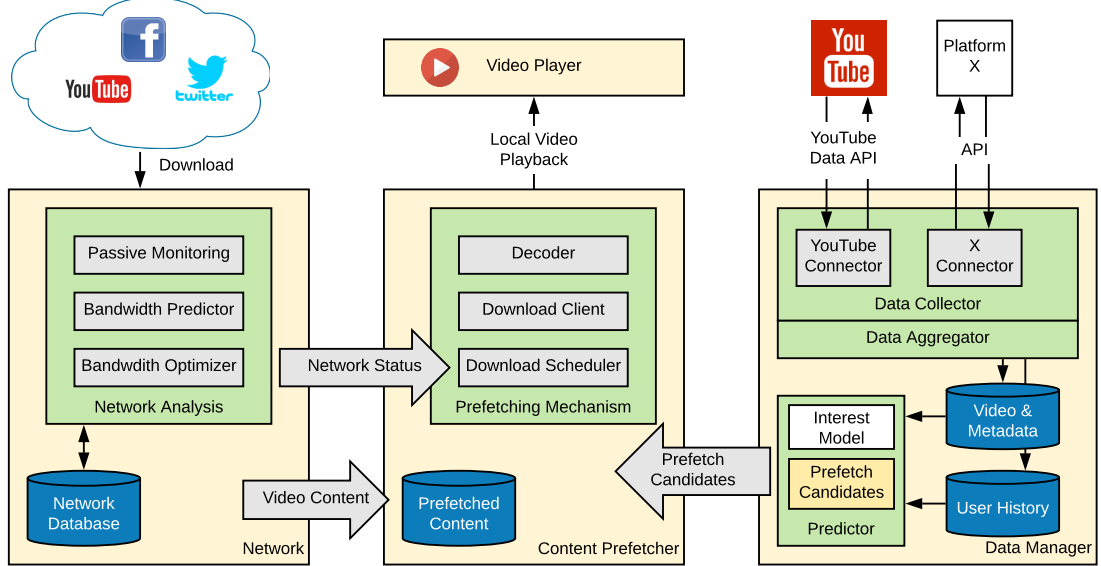 f
YouTube
twitter
Download
Passive Monitoring
Bandwidth Predictor
Bandwdith Optimizer
Network Analysis
Network
Database
Network
Network Status
Video Content
Video Player
Local Video
Playback
Decoder
Download Client
Download Scheduler
Prefetching Mechanism
Prefetched
Content
Content Prefetcher
Prefetch
Candidates
You
Tube
Platform
X
YouTube
Data API
API
YouTube
Connector
X
Connector
Data Collector
Data Aggregator
Video &
Metadata
Interest
Model
Prefetch
Candidates
Predictor
User History
Data Manager